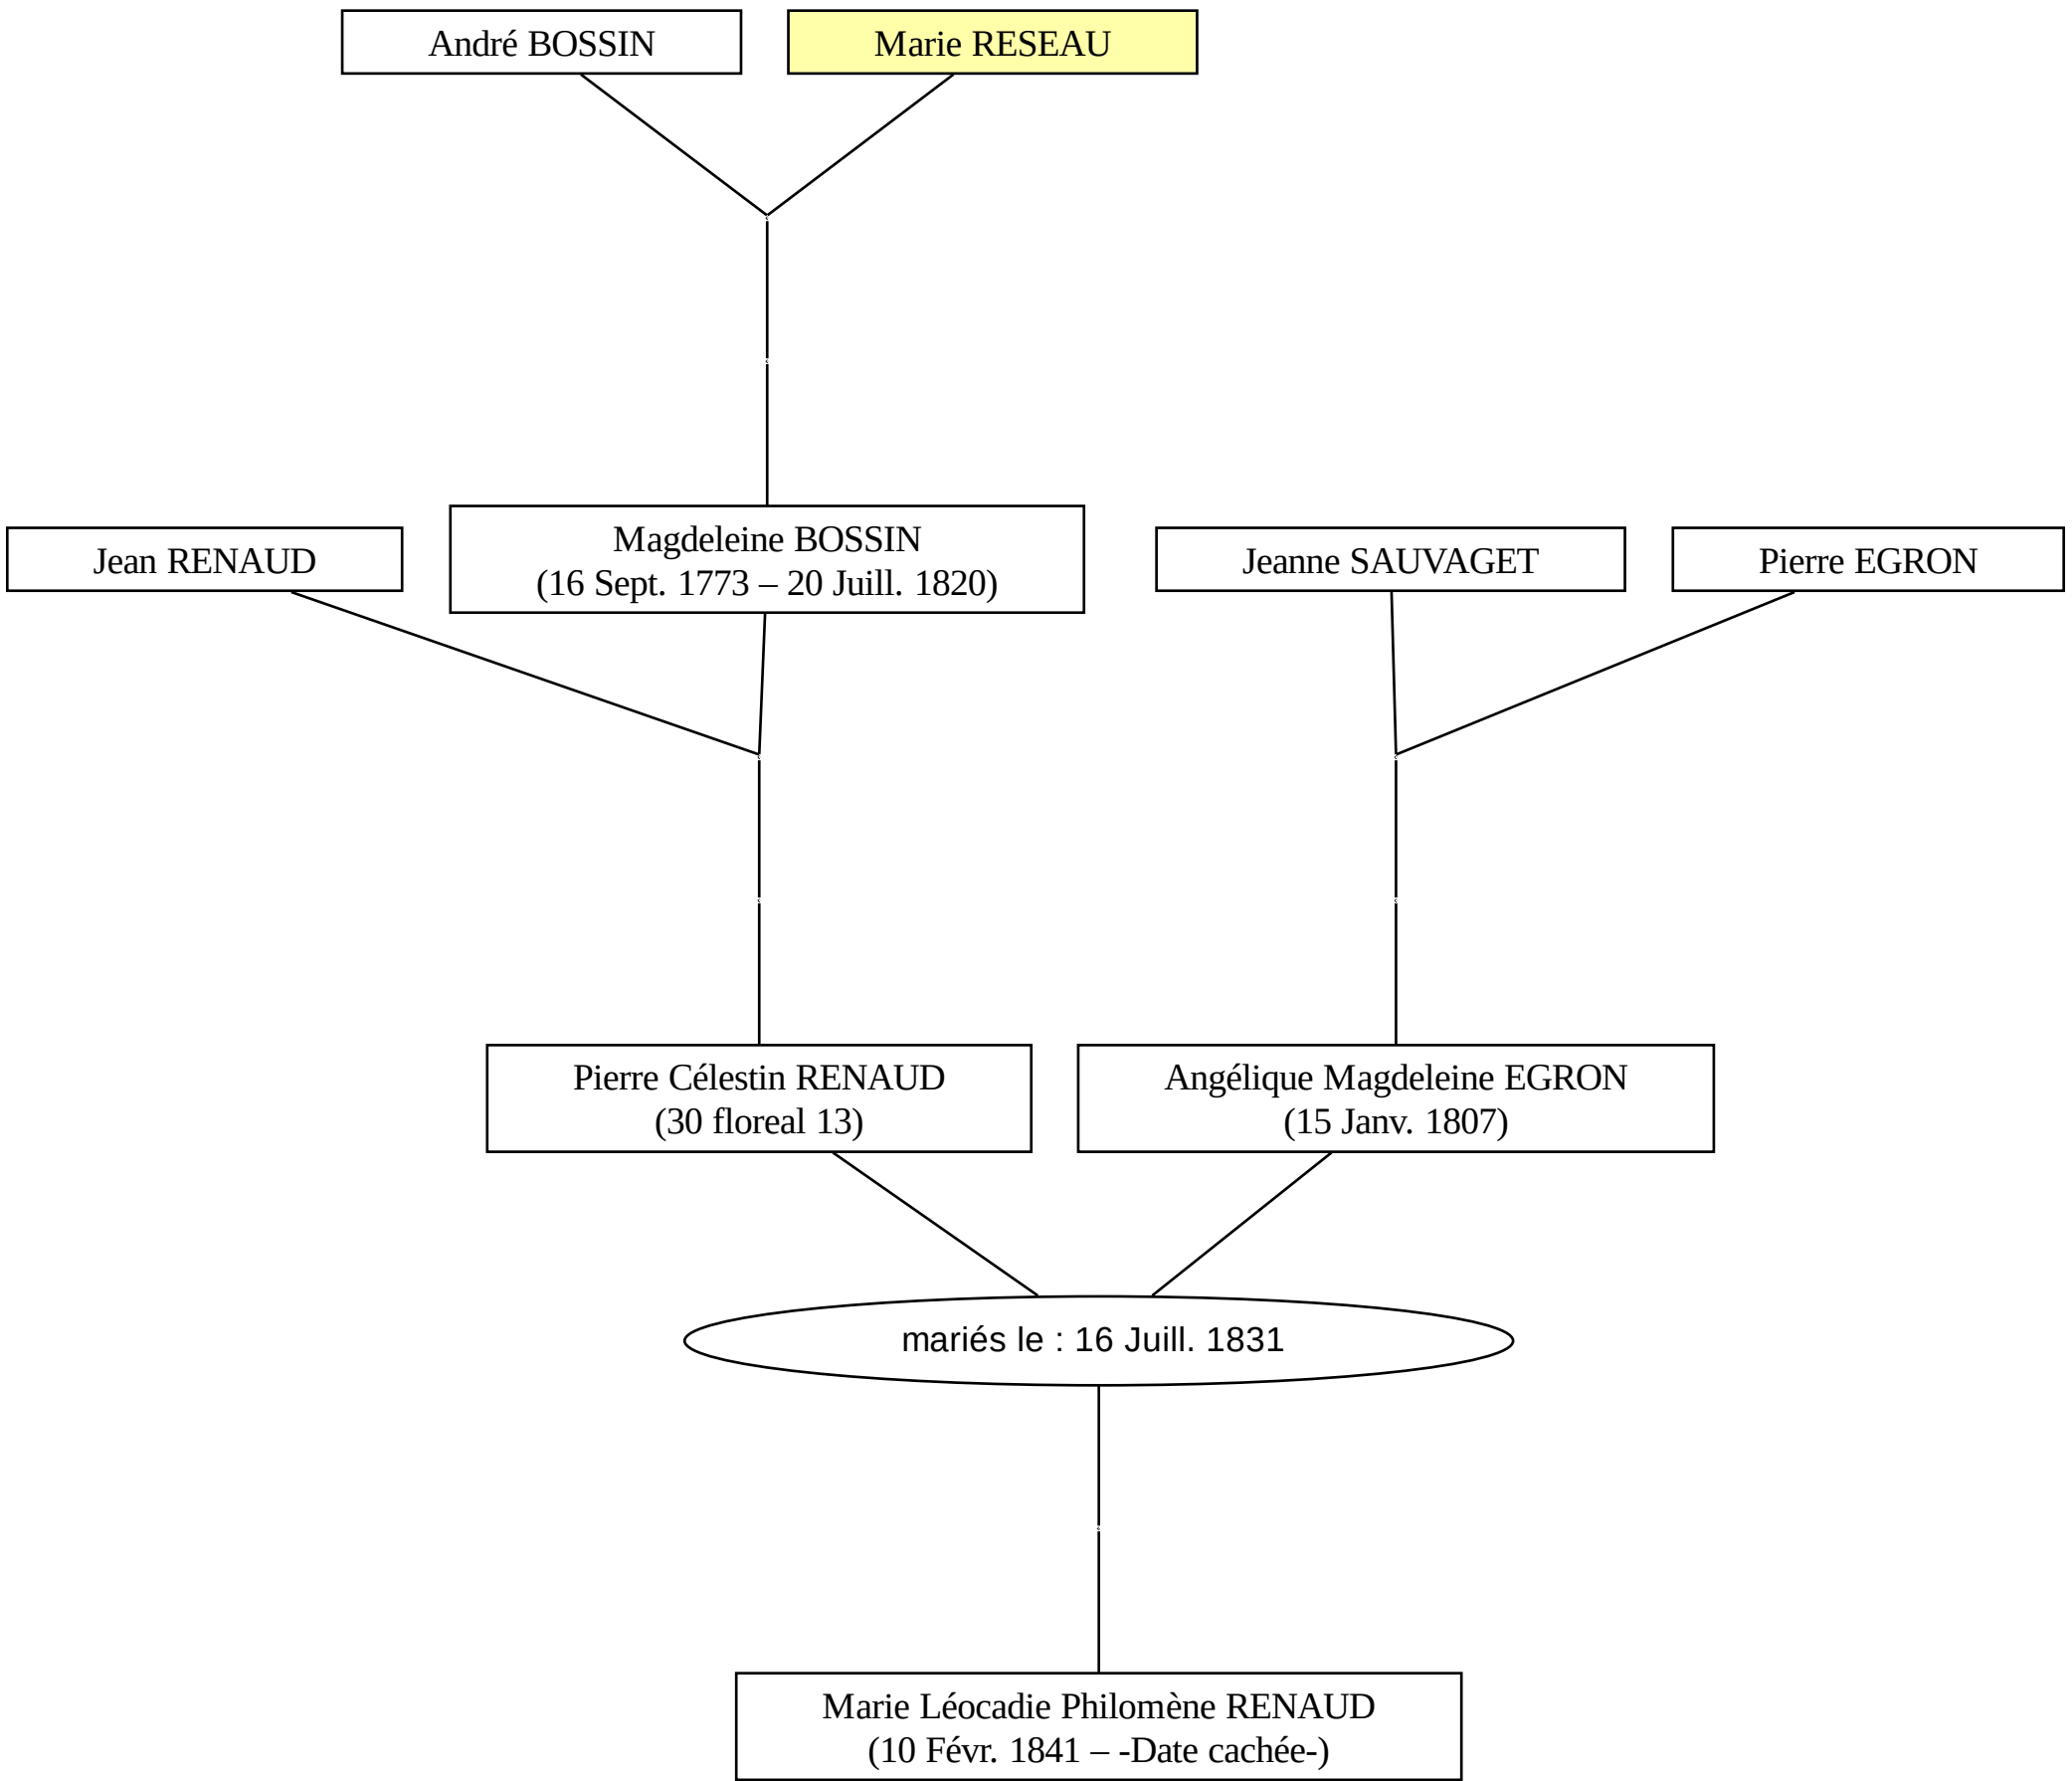 André BOSSIN
Marie RESEAU
Jean RENAUD
Magdeleine BOSSIN
(16 Sept. 1773 – 20 Juill. 1820)
Jeanne SAUVAGET
Pierre EGRON
Pierre Célestin RENAUD
(30 floreal 13)
Angélique Magdeleine EGRON
(15 Janv. 1807)
mariés le : 16 Juill. 1831
Marie Léocadie Philomène RENAUD
(10 Févr. 1841 – -Date cachée-)